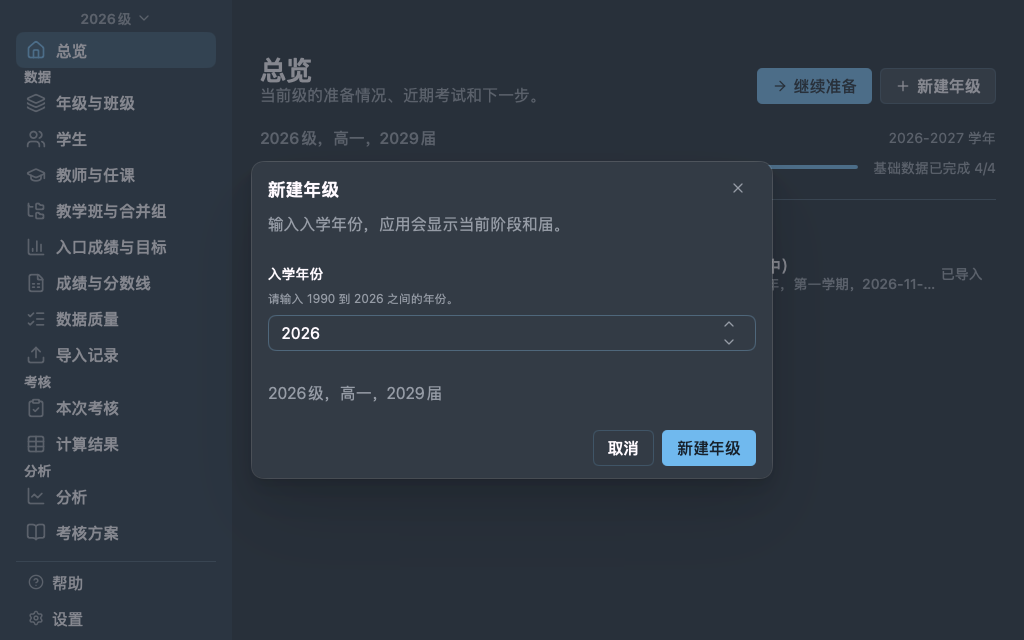 2026级
总览
数据
年级与班级
学生
教师与任课
教学班与合并组
入口成绩与目标
成绩与分数线
数据质量
导入记录
考核
本次考核
计算结果
分析
分析
考核方案
帮助
设置
总览
当前级的准备情况、近期考试和下一步。
继续准备
新建年级
2026级，高一，2029届
2026-2027 学年
基础数据已完成 4/4
中)
年，第一学期，2026-11-...
已导入
新建年级
输入入学年份，应用会显示当前阶段和届。
入学年份
请输入 1990 到 2026 之间的年份。
2026
2026级，高一，2029届
取消
新建年级